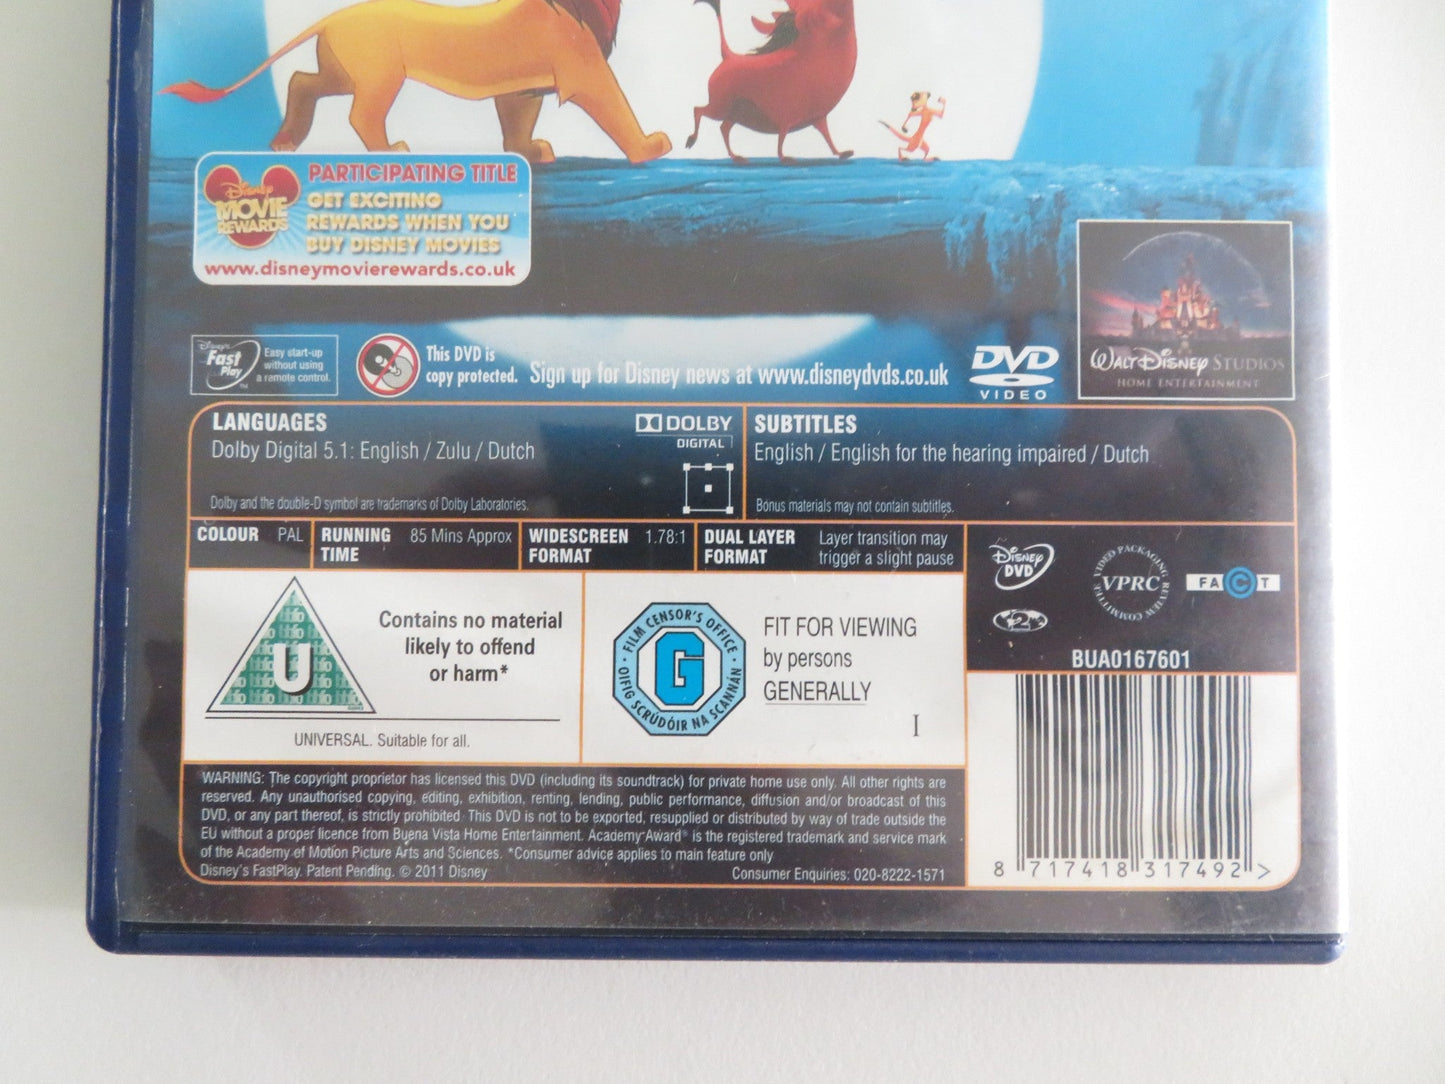 Disney
MOVIE
REWARDS
PARTICIPATING TITLE
GET EXCITING
REWARDS WHEN YOU
BUY DISNEY MOVIES
www.disneymovierewards.co.uk
Disney's
Fast
Play
TM
Easy start-up
without using
a remote control.
This DVD is
copy protected.
Sign up for Disney news at www.disneydvds.co.uk
DVD
VIDEO
WALT DISNEY STUDIOS
HOME ENTERTAINMENT
LANGUAGES
Dolby Digital 5.1: English / Zulu / Dutch
DOLBY
DIGITAL
Dolby and the double-D symbol are trademarks of Dolby Laboratories.
SUBTITLES
English / English for the hearing impaired / Dutch
Bonus materials may not contain subtitles.
COLOUR PAL
RUNNING TIME 85 Mins Approx
WIDESCREEN FORMAT 1.78:1
DUAL LAYER FORMAT
Layer transition may
trigger a slight pause
U
Contains no material
likely to offend
or harm*
UNIVERSAL. Suitable for all.
FILM CENSOR'S OFFICE
G
OIFIG SCRÚDÓIR NA SCANNÁN
FIT FOR VIEWING
by persons
GENERALLY
I
Disney
DVD
2
VIDEO PACKAGING REVIEW COMMITTEE
VPRC
FACT
BUA0167601
WARNING: The copyright proprietor has licensed this DVD (including its soundtrack) for private home use only. All other rights are
reserved. Any unauthorised copying, editing, exhibition, renting, lending, public performance, diffusion and/or broadcast of this
DVD, or any part thereof, is strictly prohibited. This DVD is not to be exported, resupplied or distributed by way of trade outside the
EU without a proper licence from Buena Vista Home Entertainment. Academy Award® is the registered trademark and service mark
of the Academy of Motion Picture Arts and Sciences. *Consumer advice applies to main feature only
Disney's FastPlay. Patent Pending. © 2011 Disney
Consumer Enquiries: 020-8222-1571
8 717418 317492 >